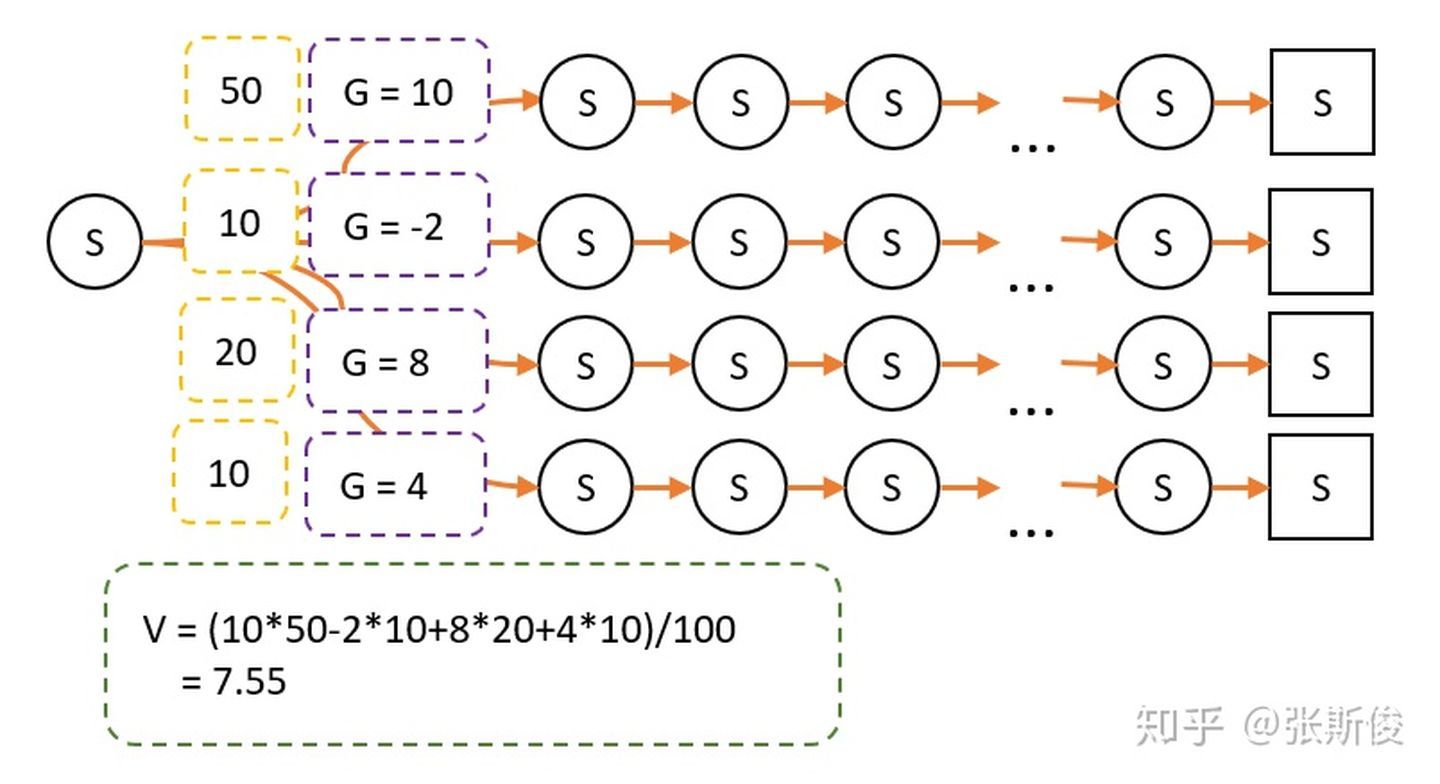 50 G = 10 S S S ... S S
S 10 G = -2 S S S ... S S
20 G = 8 S S S ... S S
10 G = 4 S S S ... S S
V = (10*50-2*10+8*20+4*10)/100
= 7.55
知乎 @张斯俊